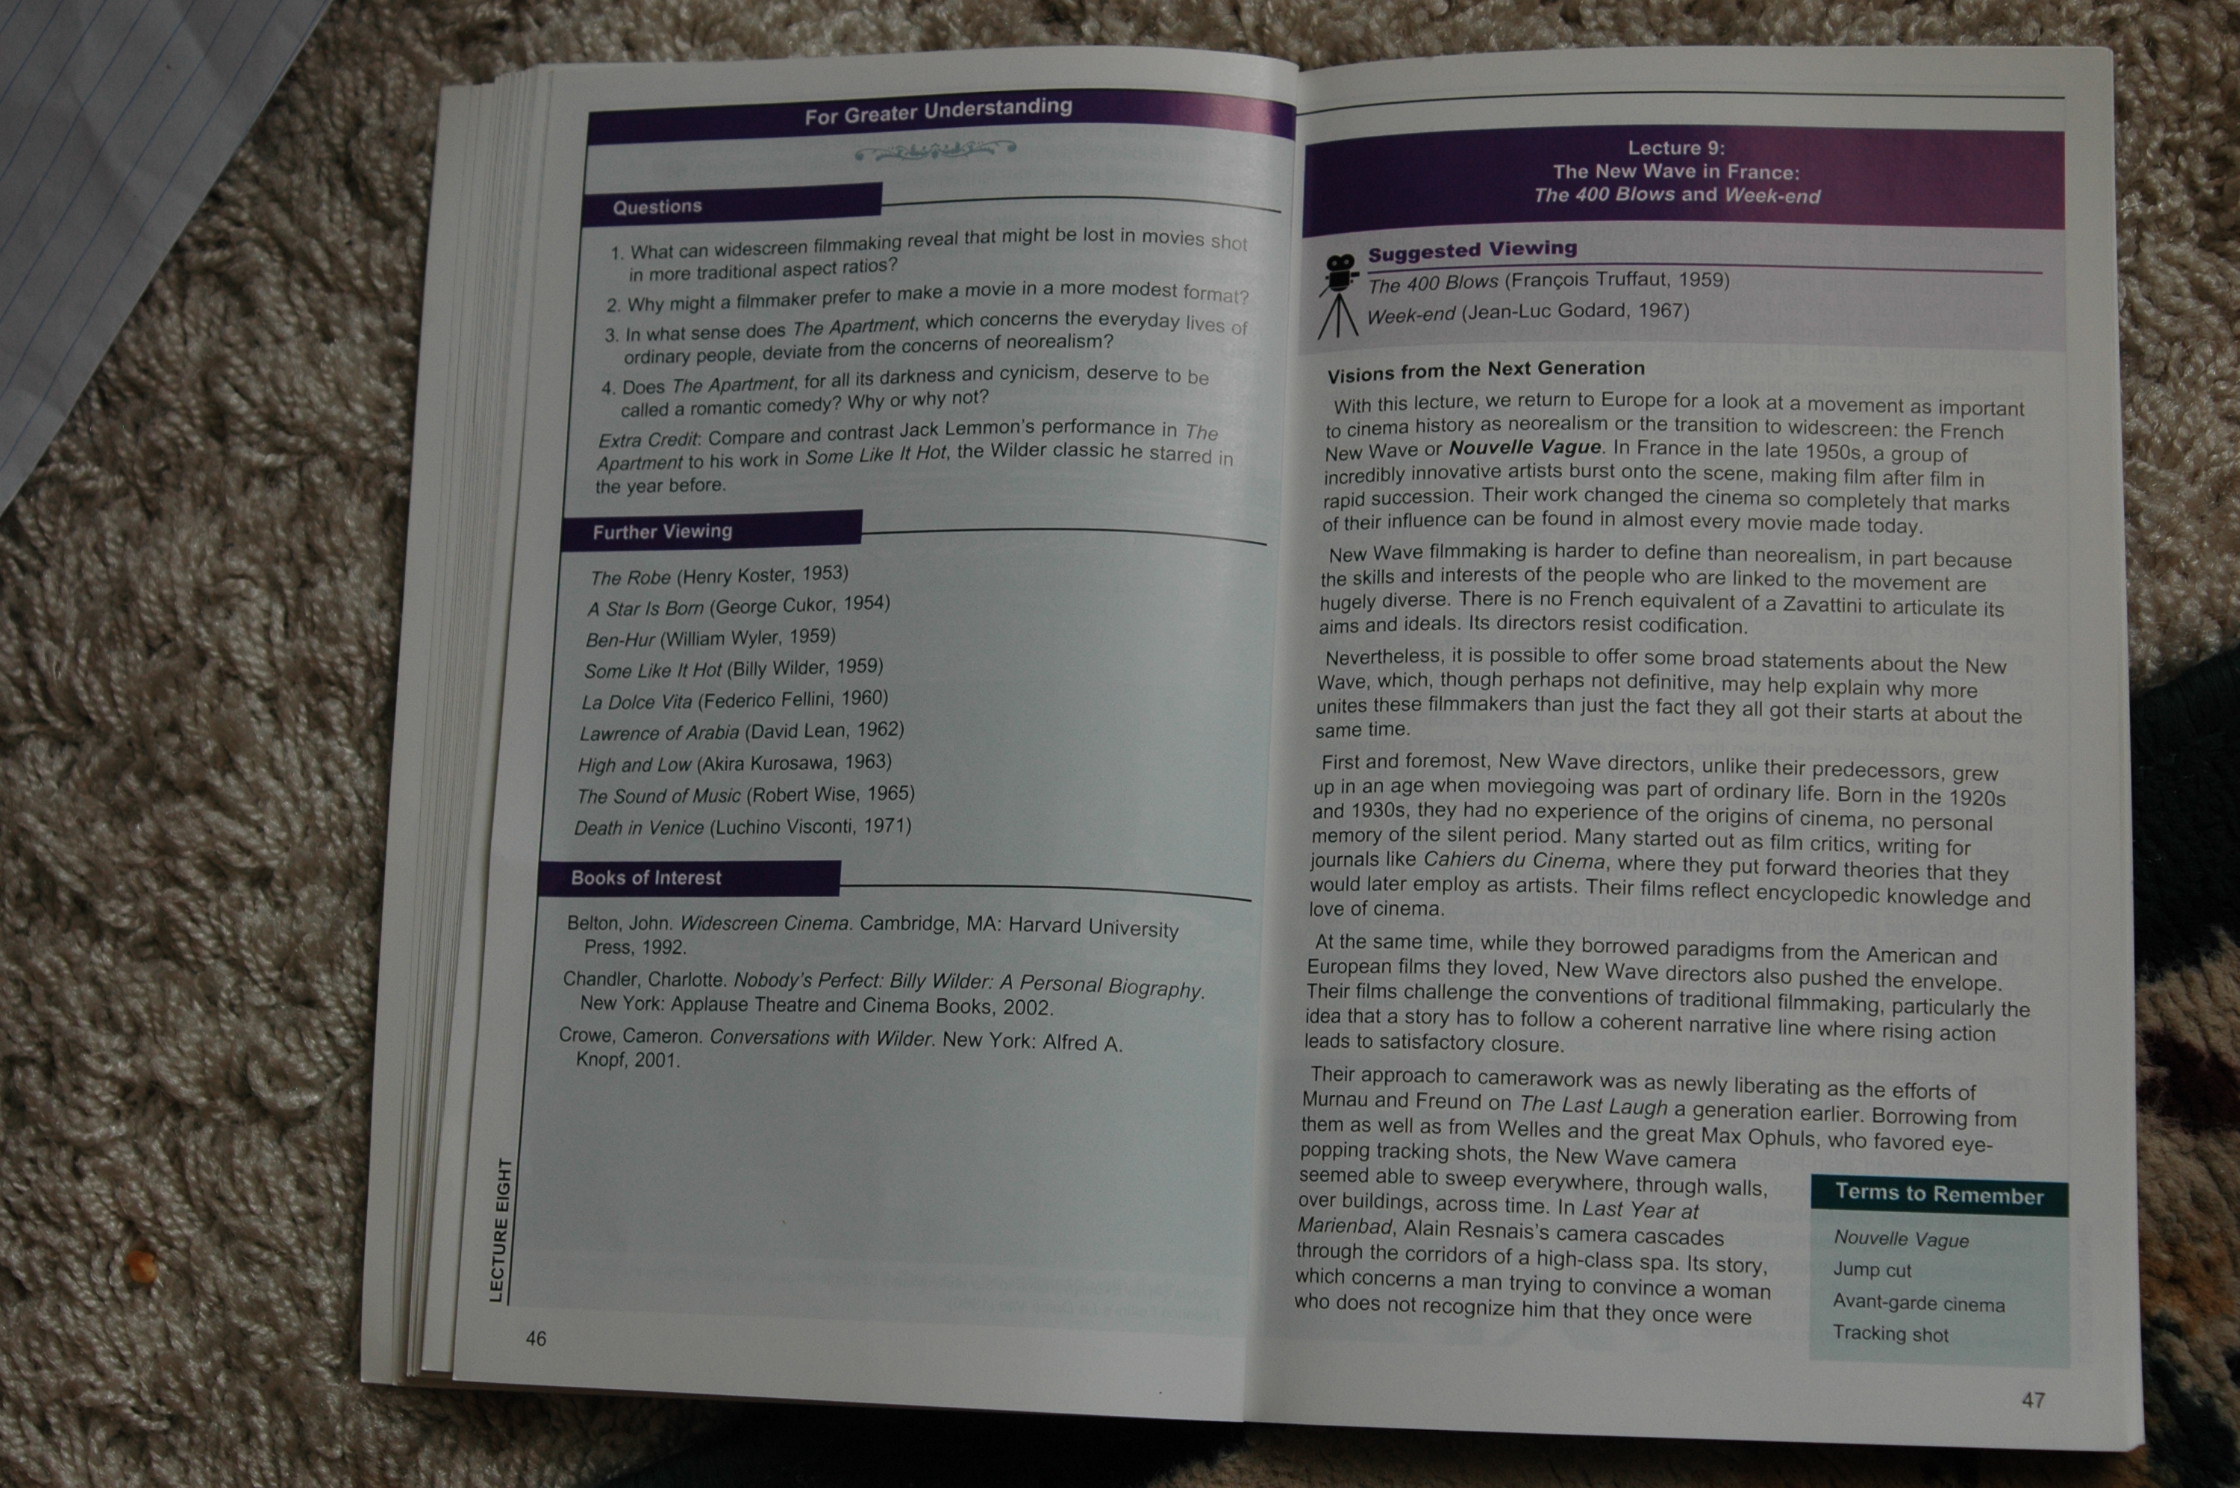 For Greater Understanding
Questions
1. What can widescreen filmmaking reveal that might be lost in movies shot
in more traditional aspect ratios?
2. Why might a filmmaker prefer to make a movie in a more modest format?
3. In what sense does The Apartment, which concerns the everyday lives of
ordinary people, deviate from the concerns of neorealism?
4. Does The Apartment, for all its darkness and cynicism, deserve to be
called a romantic comedy? Why or why not?
Extra Credit: Compare and contrast Jack Lemmon's performance in The
Apartment to his work in Some Like It Hot, the Wilder classic he starred in
the year before.
Further Viewing
The Robe (Henry Koster, 1953)
A Star Is Born (George Cukor, 1954)
Ben-Hur (William Wyler, 1959)
Some Like It Hot (Billy Wilder, 1959)
La Dolce Vita (Federico Fellini, 1960)
Lawrence of Arabia (David Lean, 1962)
High and Low (Akira Kurosawa, 1963)
The Sound of Music (Robert Wise, 1965)
Death in Venice (Luchino Visconti, 1971)
Books of Interest
Belton, John. Widescreen Cinema. Cambridge, MA: Harvard University
Press, 1992.
Chandler, Charlotte. Nobody's Perfect: Billy Wilder: A Personal Biography.
New York: Applause Theatre and Cinema Books, 2002.
Crowe, Cameron. Conversations with Wilder. New York: Alfred A.
Knopf, 2001.
LECTURE EIGHT
46
Lecture 9:
The New Wave in France:
The 400 Blows and Week-end
Suggested Viewing
The 400 Blows (François Truffaut, 1959)
Week-end (Jean-Luc Godard, 1967)
Visions from the Next Generation
With this lecture, we return to Europe for a look at a movement as important
to cinema history as neorealism or the transition to widescreen: the French
New Wave or Nouvelle Vague. In France in the late 1950s, a group of
incredibly innovative artists burst onto the scene, making film after film in
rapid succession. Their work changed the cinema so completely that marks
of their influence can be found in almost every movie made today.
New Wave filmmaking is harder to define than neorealism, in part because
the skills and interests of the people who are linked to the movement are
hugely diverse. There is no French equivalent of a Zavattini to articulate its
aims and ideals. Its directors resist codification.
Nevertheless, it is possible to offer some broad statements about the New
Wave, which, though perhaps not definitive, may help explain why more
unites these filmmakers than just the fact they all got their starts at about the
same time.
First and foremost, New Wave directors, unlike their predecessors, grew
up in an age when moviegoing was part of ordinary life. Born in the 1920s
and 1930s, they had no experience of the origins of cinema, no personal
memory of the silent period. Many started out as film critics, writing for
journals like Cahiers du Cinema, where they put forward theories that they
would later employ as artists. Their films reflect encyclopedic knowledge and
love of cinema.
At the same time, while they borrowed paradigms from the American and
European films they loved, New Wave directors also pushed the envelope.
Their films challenge the conventions of traditional filmmaking, particularly the
idea that a story has to follow a coherent narrative line where rising action
leads to satisfactory closure.
Their approach to camerawork was as newly liberating as the efforts of
Murnau and Freund on The Last Laugh a generation earlier. Borrowing from
them as well as from Welles and the great Max Ophuls, who favored eye-
popping tracking shots, the New Wave camera
seemed able to sweep everywhere, through walls,
over buildings, across time. In Last Year at
Marienbad, Alain Resnais's camera cascades
through the corridors of a high-class spa. Its story,
which concerns a man trying to convince a woman
who does not recognize him that they once were
Terms to Remember
Nouvelle Vague
Jump cut
Avant-garde cinema
Tracking shot
47